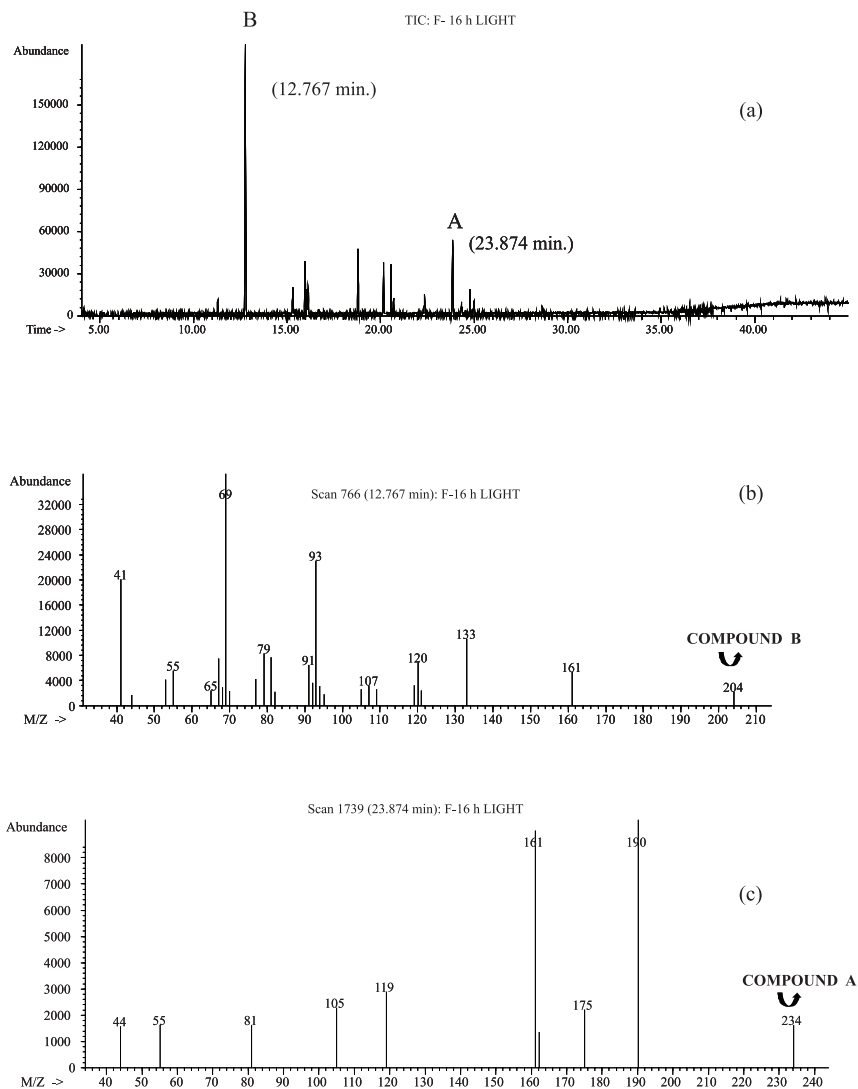 TIC: F- 16 h LIGHT
B
Abundance
(12.767 min.)
(a)
150000
120000
90000
60000
30000
0
A
(23.874 min.)
Time -> 5.00 10.00 15.00 20.00 25.00 30.00 35.00 40.00
Abundance
Scan 766 (12.767 min): F-16 h LIGHT
(b)
32000
28000
24000
20000
16000
12000
8000
4000
0
41 55 65 69 79 91 93 107 120 133 161 204
COMPOUND B
M/Z -> 40 50 60 70 80 90 100 110 120 130 140 150 160 170 180 190 200 210
Scan 1739 (23.874 min): F-16 h LIGHT
Abundance
(c)
8000
7000
6000
5000
4000
3000
2000
1000
0
44 55 81 105 119 161 175 190 234
COMPOUND A
M/Z -> 40 50 60 70 80 90 100 110 120 130 140 150 160 170 180 190 200 210 220 230 240